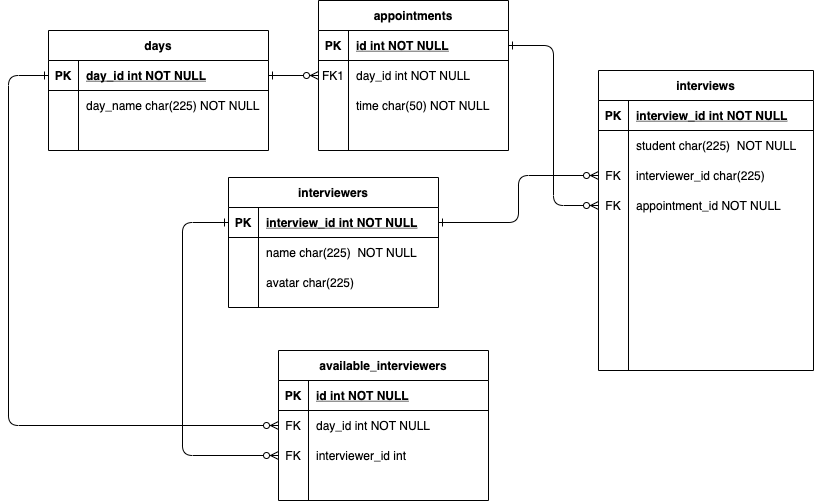 days
PK day_id int NOT NULL
day_name char(225) NOT NULL
appointments
PK id int NOT NULL
FK1 day_id int NOT NULL
time char(50) NOT NULL
interviews
PK interview_id int NOT NULL
student char(225)  NOT NULL
FK interviewer_id char(225)
FK appointment_id NOT NULL
interviewers
PK interview_id int NOT NULL
name char(225)  NOT NULL
avatar char(225)
available_interviewers
PK id int NOT NULL
FK day_id int NOT NULL
FK interviewer_id int